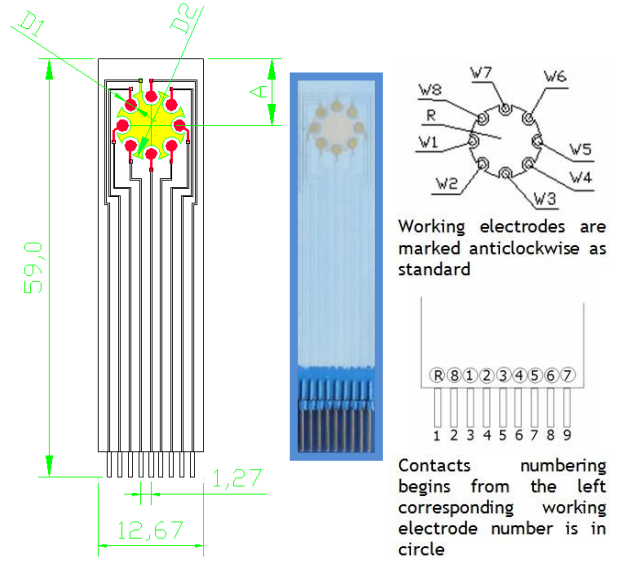 D1
D2
A
59,0
1,27
12,67
W7
W8
W6
R
W1
W5
W2
W4
W3
Working electrodes are
marked anticlockwise as
standard
R 8 1 2 3 4 5 6 7
1 2 3 4 5 6 7 8 9
Contacts numbering
begins from the left
corresponding working
electrode number is in
circle